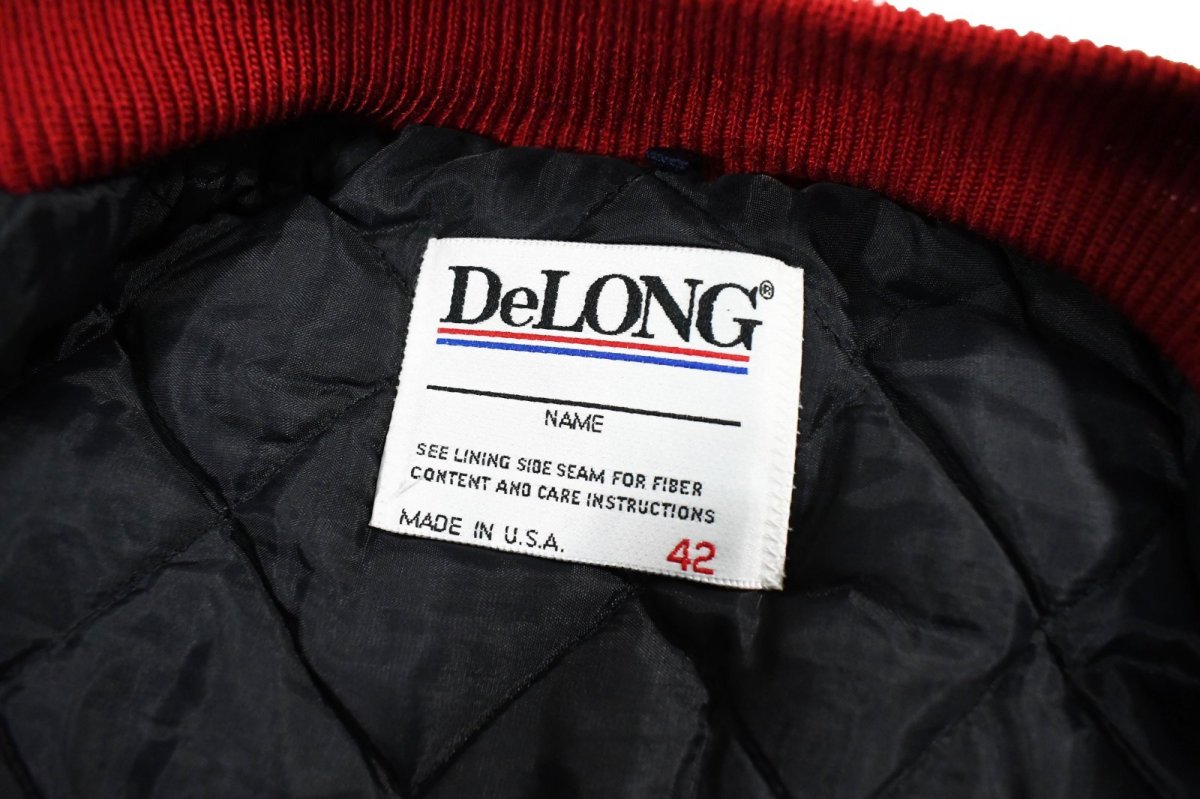 DeLONG®
NAME
SEE LINING SIDE SEAM FOR FIBER
CONTENT AND CARE INSTRUCTIONS
MADE IN U.S.A. 42